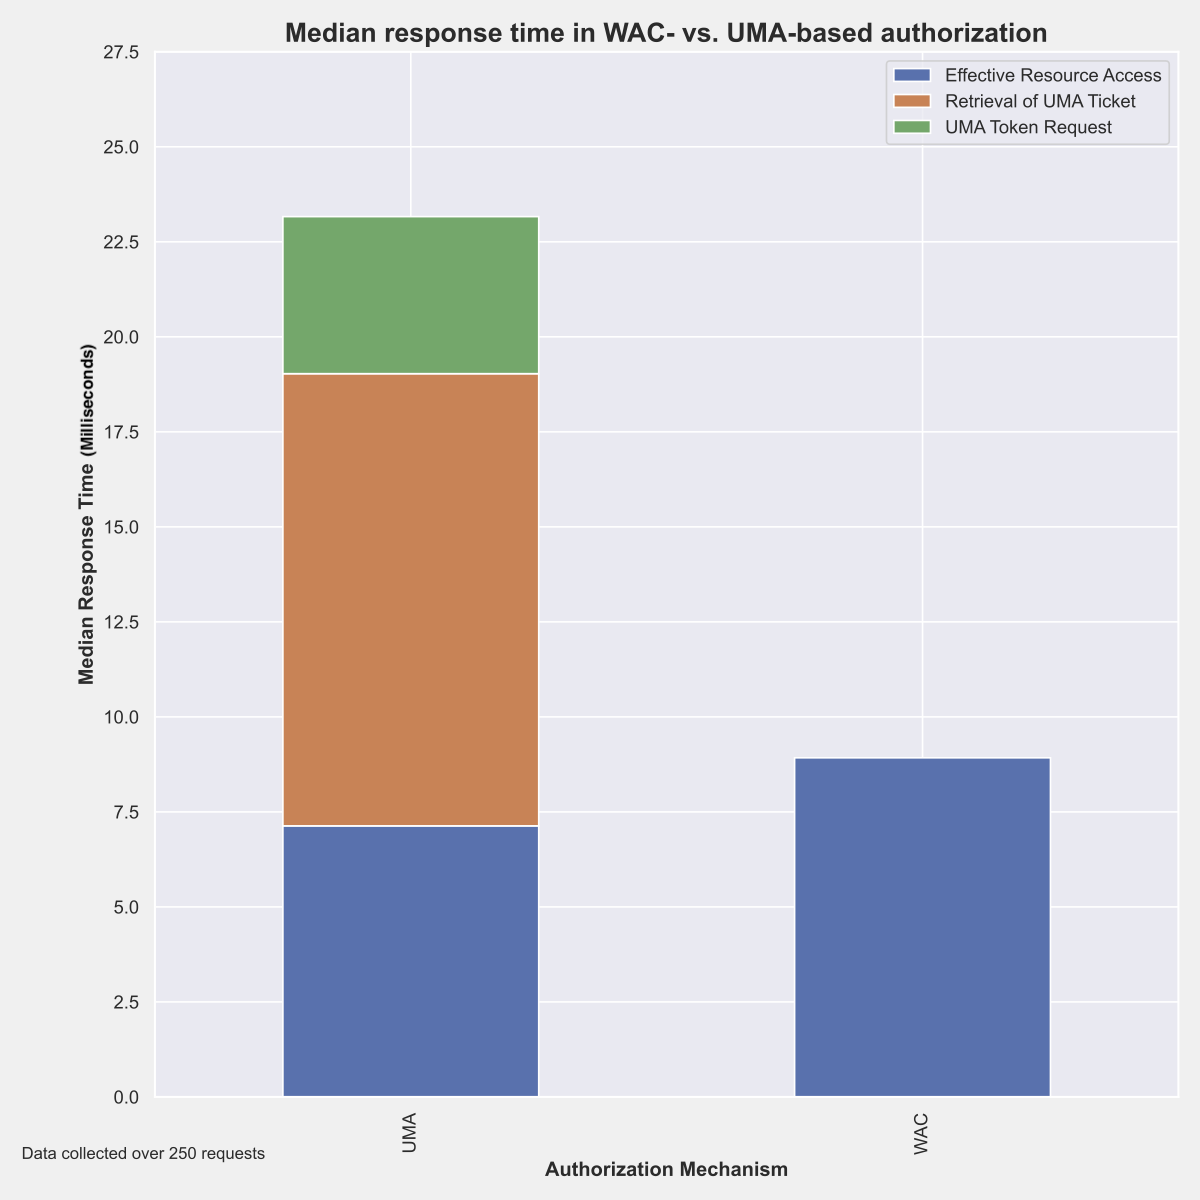 Median response time in WAC- vs. UMA-based authorization
Effective Resource Access
Retrieval of UMA Ticket
UMA Token Request
Median Response Time (Milliseconds)
27.5
25.0
22.5
20.0
17.5
15.0
12.5
10.0
7.5
5.0
2.5
0.0
UMA
WAC
Authorization Mechanism
Data collected over 250 requests